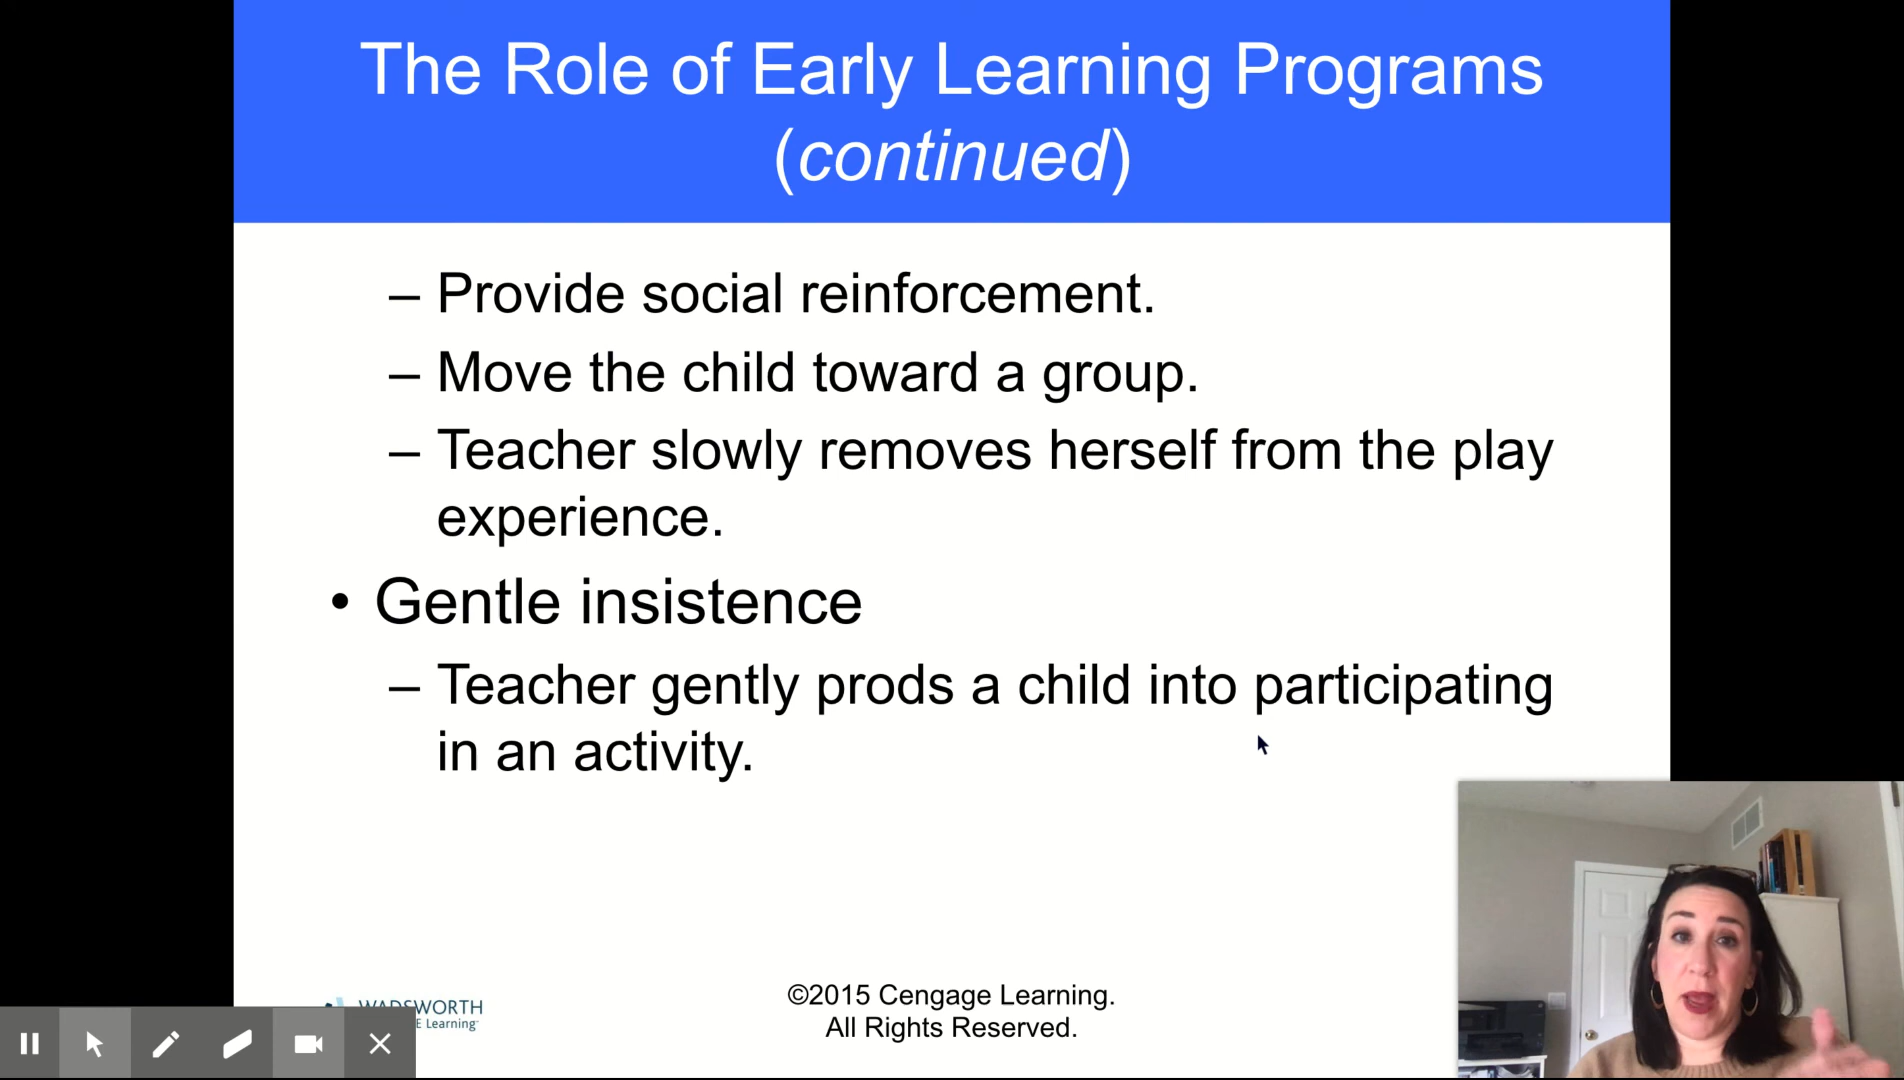 The Role of Early Learning Programs
(continued)
– Provide social reinforcement.
– Move the child toward a group.
– Teacher slowly removes herself from the play
experience.
• Gentle insistence
– Teacher gently prods a child into participating
in an activity.
WADSWORTH
Learning™
©2015 Cengage Learning.
All Rights Reserved.